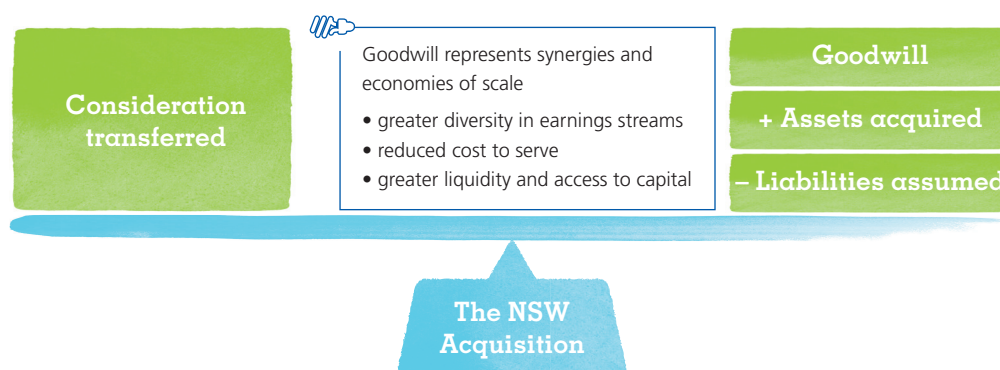 Consideration
transferred
Goodwill represents synergies and
economies of scale
• greater diversity in earnings streams
• reduced cost to serve
• greater liquidity and access to capital
Goodwill
+ Assets acquired
– Liabilities assumed
The NSW
Acquisition